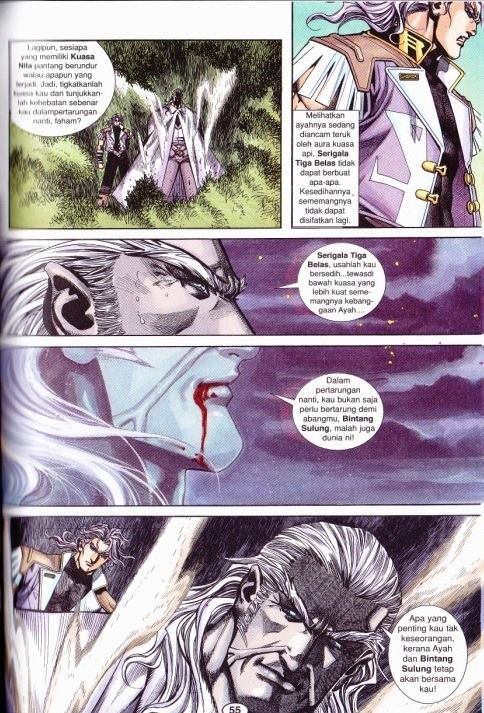 Lagipun, sesiapa
yang memiliki Kuasa
Nila pantang berundur
walau apapun yang
terjadi. Jadi, tigkatkanlah
kuasa kau dan tunjukkan-
lah kehebatan sebenar
kau dalampertarungan
nanti, faham?
Melihatkan
ayahnya sedang
diancam teruk
oleh aura kuasa
api, Serigala
Tiga Belas tidak
dapat berbuat
apa-apa.
Kesedihannya
sememangnya
tidak dapat
disifatkan lagi.
Serigala Tiga
Belas, usahlah kau
bersedih...tewasdi
bawah kuasa yang
lebih kuat seme-
mangnya kebang-
gaan Ayah....
Dalam
pertarungan
nanti, kau bukan saja
perlu bertarung demi
abangmu, Bintang
Sulung, malah juga
dunia ni!
Apa yang
penting kau tak
keseorangan,
kerana Ayah
dan Bintang
Sulung tetap
akan bersama
kau!
55